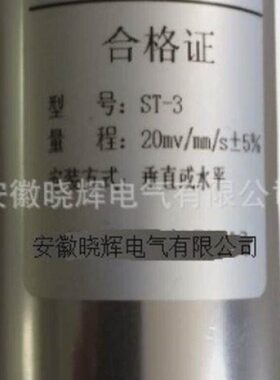 合格证
型 号: ST-3
量 程: 20mv/mm/s±5%
安装方式: 垂直或水平
安徽晓辉电气有限公司
安徽晓辉电气有限公司